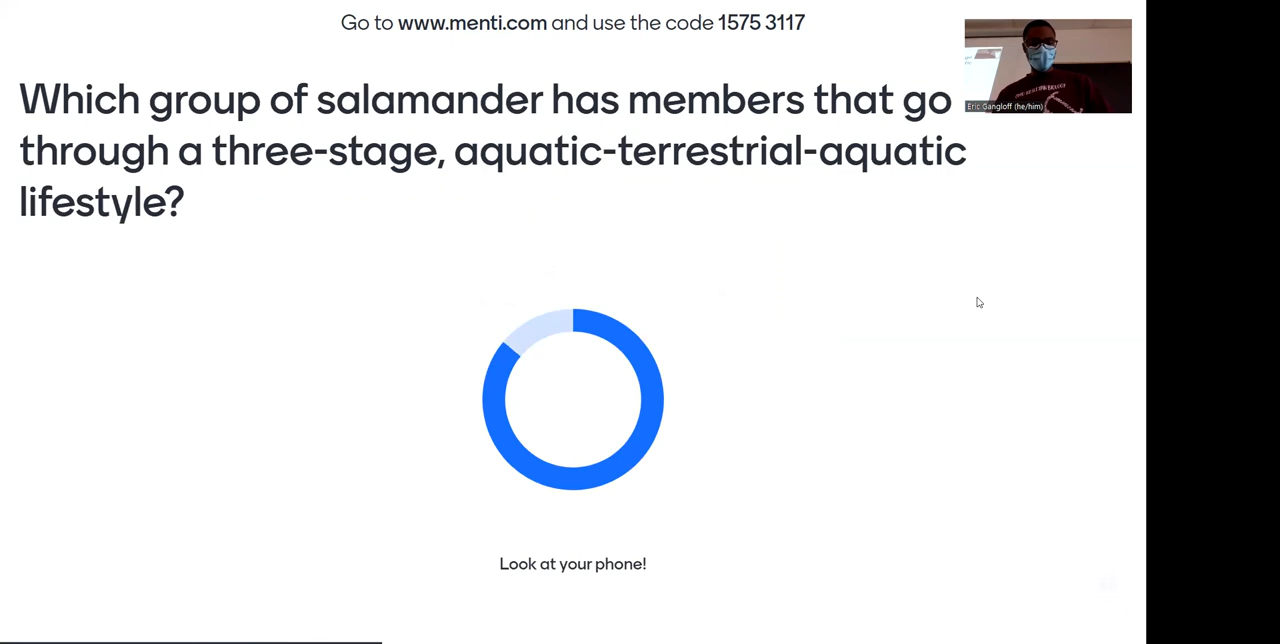 Go to www.menti.com and use the code 1575 3117
Which group of salamander has members that go
through a three-stage, aquatic-terrestrial-aquatic
lifestyle?
Eric Gangloff (he/him)
Look at your phone!